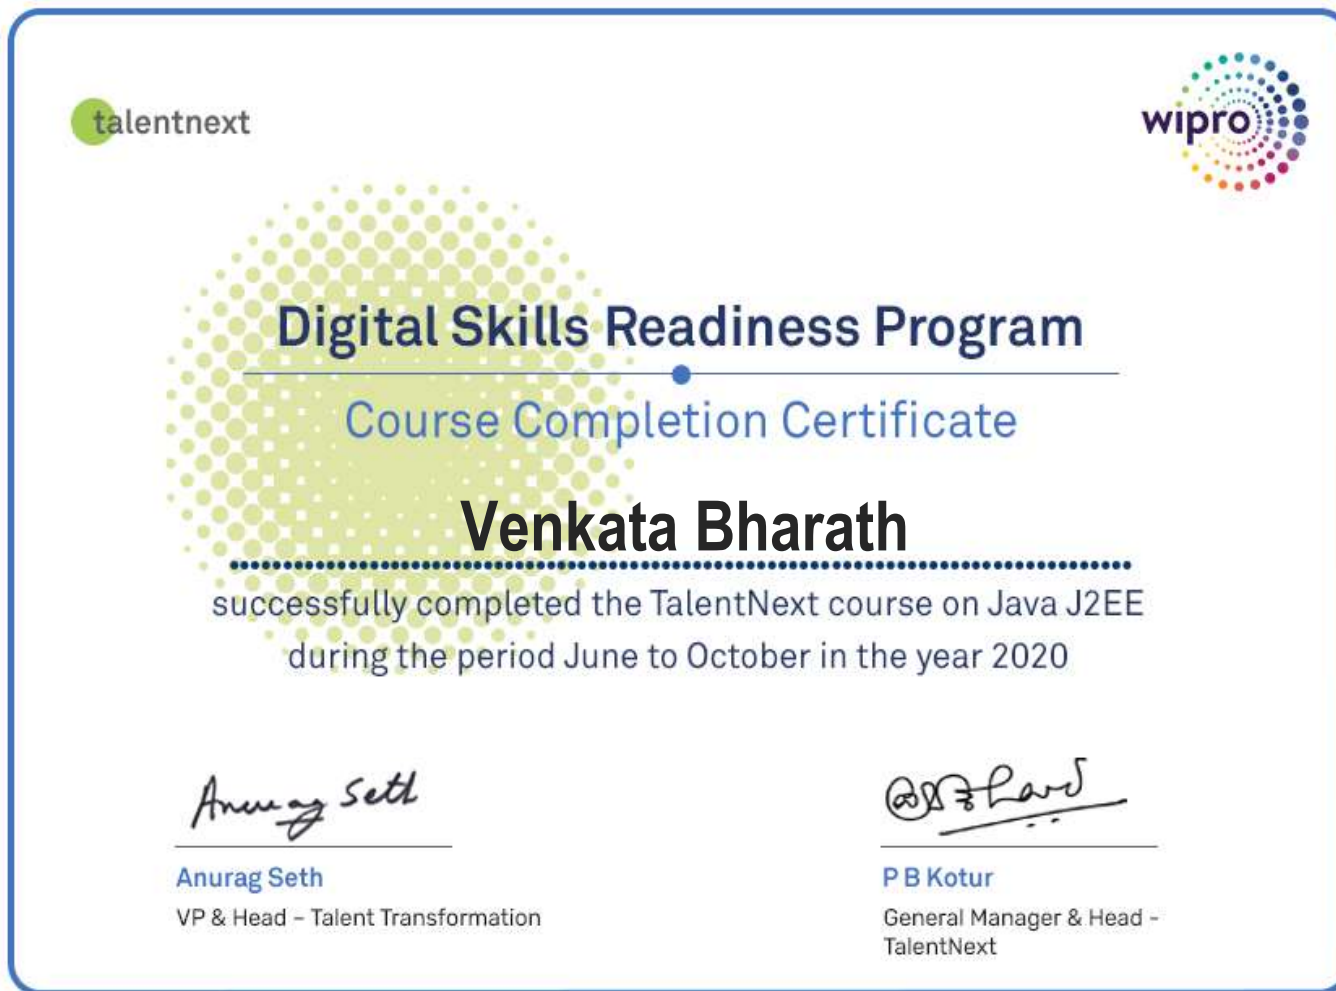 talentnext
wipro
Digital Skills Readiness Program
Course Completion Certificate
Venkata Bharath
successfully completed the TalentNext course on Java J2EE
during the period June to October in the year 2020
Anurag Seth
Anurag Seth
VP & Head – Talent Transformation
P B Kotur
General Manager & Head -
TalentNext